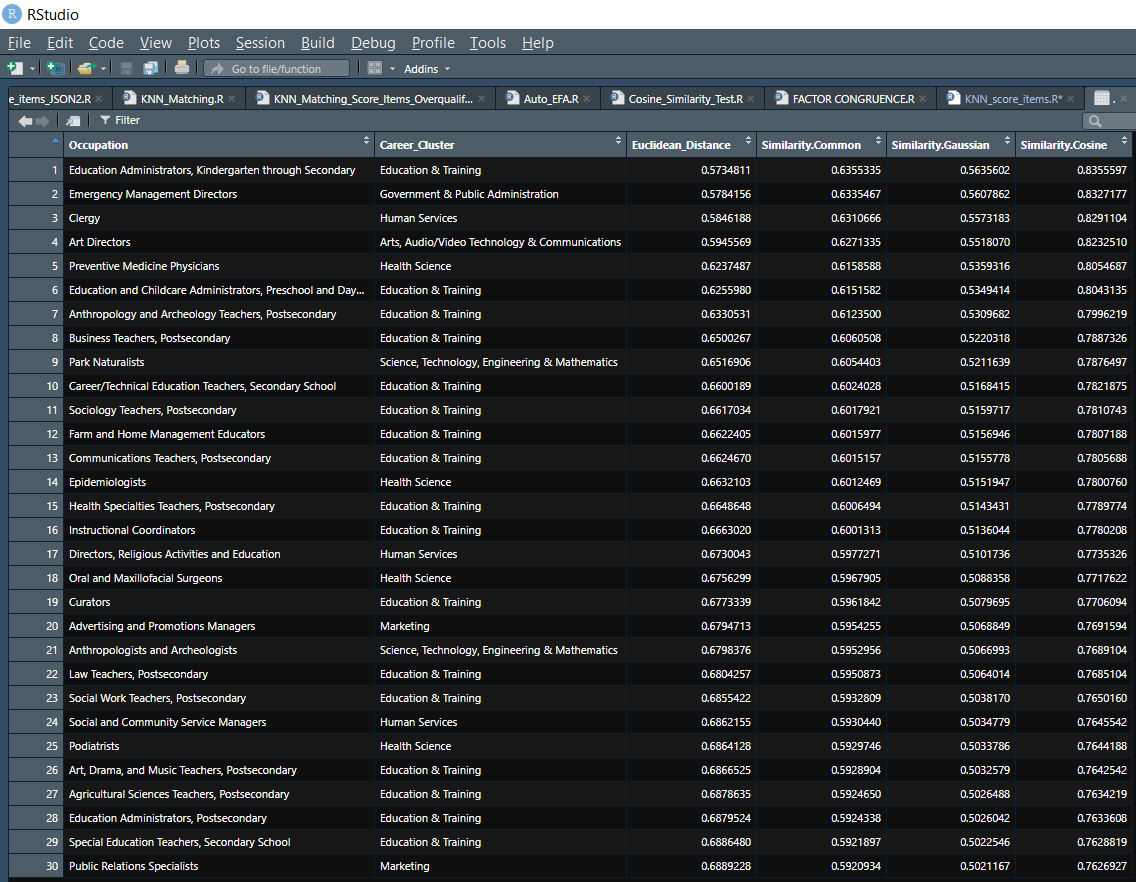 R RStudio
File Edit Code View Plots Session Build Debug Profile Tools Help
Go to file/function Addins
e_items_JSON2.R KNN_Matching.R KNN_Matching_Score_Items_Overqualif... Auto_EFA.R Cosine_Similarity_Test.R FACTOR CONGRUENCE.R KNN_score_items.R* .
Filter
Occupation Career_Cluster Euclidean_Distance Similarity.Common Similarity.Gaussian Similarity.Cosine
1 Education Administrators, Kindergarten through Secondary Education & Training 0.5734811 0.6355335 0.5635602 0.8355597
2 Emergency Management Directors Government & Public Administration 0.5784156 0.6335467 0.5607862 0.8327177
3 Clergy Human Services 0.5846188 0.6310666 0.5573183 0.8291104
4 Art Directors Arts, Audio/Video Technology & Communications 0.5945569 0.6271335 0.5518070 0.8232510
5 Preventive Medicine Physicians Health Science 0.6237487 0.6158588 0.5359316 0.8054687
6 Education and Childcare Administrators, Preschool and Day... Education & Training 0.6255980 0.6151582 0.5349414 0.8043135
7 Anthropology and Archeology Teachers, Postsecondary Education & Training 0.6330531 0.6123500 0.5309682 0.7996219
8 Business Teachers, Postsecondary Education & Training 0.6500267 0.6060508 0.5220318 0.7887326
9 Park Naturalists Science, Technology, Engineering & Mathematics 0.6516906 0.6054403 0.5211639 0.7876497
10 Career/Technical Education Teachers, Secondary School Education & Training 0.6600189 0.6024028 0.5168415 0.7821875
11 Sociology Teachers, Postsecondary Education & Training 0.6617034 0.6017921 0.5159717 0.7810743
12 Farm and Home Management Educators Education & Training 0.6622405 0.6015977 0.5156946 0.7807188
13 Communications Teachers, Postsecondary Education & Training 0.6624670 0.6015157 0.5155778 0.7805688
14 Epidemiologists Health Science 0.6632103 0.6012469 0.5151947 0.7800760
15 Health Specialties Teachers, Postsecondary Education & Training 0.6648648 0.6006494 0.5143431 0.7789774
16 Instructional Coordinators Education & Training 0.6663020 0.6001313 0.5136044 0.7780208
17 Directors, Religious Activities and Education Human Services 0.6730043 0.5977271 0.5101736 0.7735326
18 Oral and Maxillofacial Surgeons Health Science 0.6756299 0.5967905 0.5088358 0.7717622
19 Curators Education & Training 0.6773339 0.5961842 0.5079695 0.7706094
20 Advertising and Promotions Managers Marketing 0.6794713 0.5954255 0.5068849 0.7691594
21 Anthropologists and Archeologists Science, Technology, Engineering & Mathematics 0.6798376 0.5952956 0.5066993 0.7689104
22 Law Teachers, Postsecondary Education & Training 0.6804257 0.5950873 0.5064014 0.7685104
23 Social Work Teachers, Postsecondary Education & Training 0.6855422 0.5932809 0.5038170 0.7650160
24 Social and Community Service Managers Human Services 0.6862155 0.5930440 0.5034779 0.7645542
25 Podiatrists Health Science 0.6864128 0.5929746 0.5033786 0.7644188
26 Art, Drama, and Music Teachers, Postsecondary Education & Training 0.6866525 0.5928904 0.5032579 0.7642542
27 Agricultural Sciences Teachers, Postsecondary Education & Training 0.6878635 0.5924650 0.5026488 0.7634219
28 Education Administrators, Postsecondary Education & Training 0.6879524 0.5924338 0.5026042 0.7633608
29 Special Education Teachers, Secondary School Education & Training 0.6886480 0.5921897 0.5022546 0.7628819
30 Public Relations Specialists Marketing 0.6889228 0.5920934 0.5021167 0.7626927